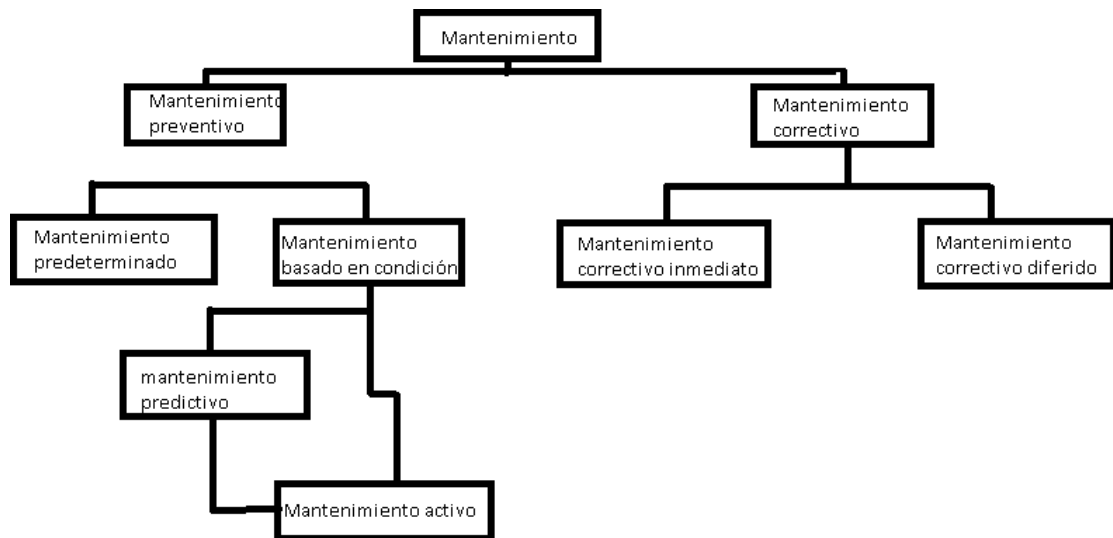 Mantenimiento
Mantenimiento
preventivo
Mantenimiento
correctivo
Mantenimiento
predeterminado
Mantenimiento
basado en condición
Mantenimiento
correctivo inmediato
Mantenimiento
correctivo diferido
mantenimiento
predictivo
Mantenimiento activo